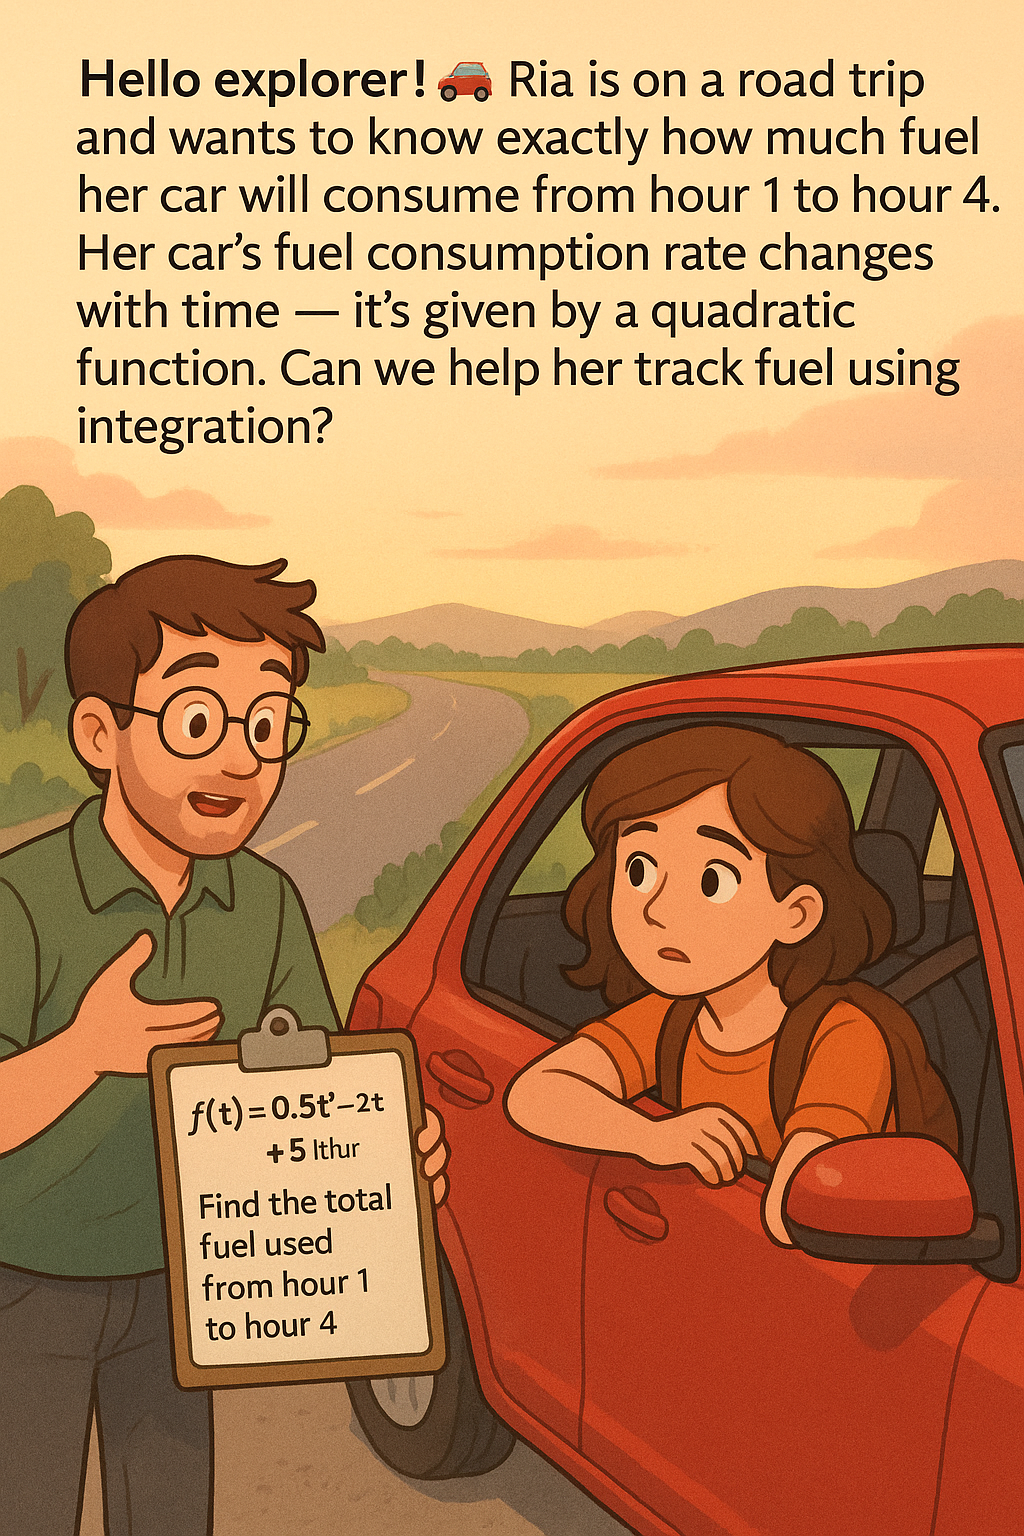 Hello explorer! 🚗 Ria is on a road trip
and wants to know exactly how much fuel
her car will consume from hour 1 to hour 4.
Her car’s fuel consumption rate changes
with time — it’s given by a quadratic
function. Can we help her track fuel using
integration?
f(t) = 0.5t’–2t
+ 5 lthur
Find the total
fuel used
from hour 1
to hour 4